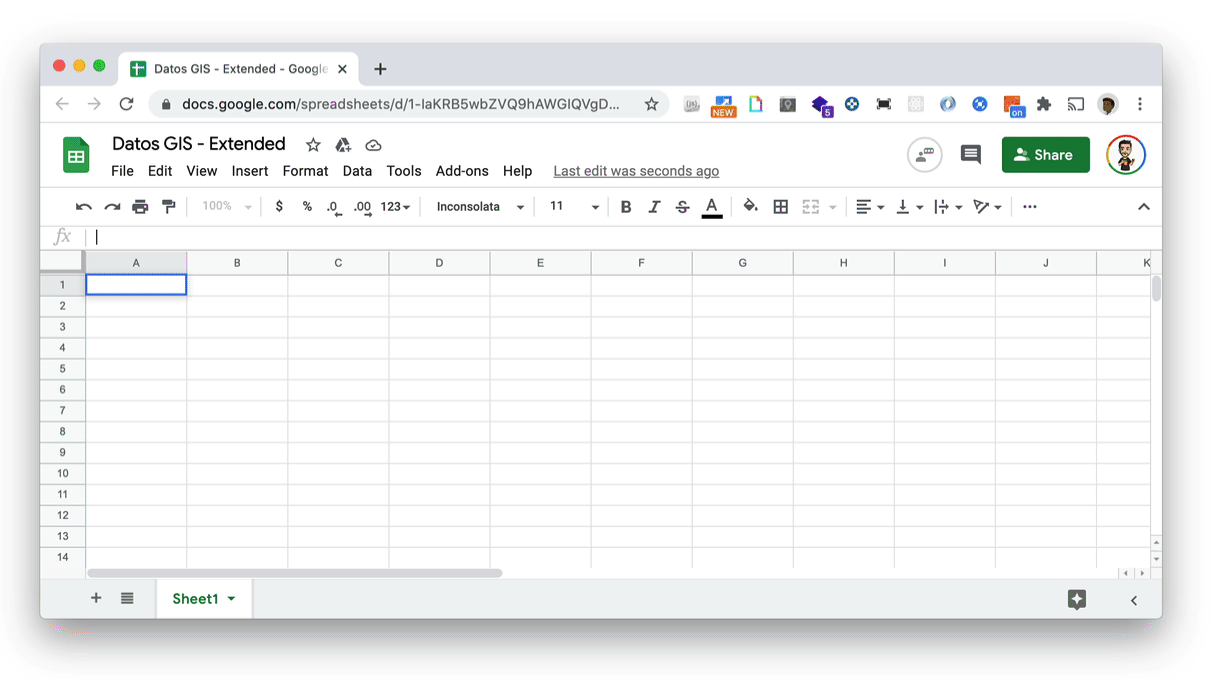 Datos GIS - Extended - Google
docs.google.com/spreadsheets/d/1-IaKRB5wbZVQ9hAWGIQVgD...
NEW
5
on
Datos GIS - Extended
File Edit View Insert Format Data Tools Add-ons Help Last edit was seconds ago
Share
100% $ % .0 .00 123 Inconsolata 11 B I S A
fx
A B C D E F G H I J K
1
2
3
4
5
6
7
8
9
10
11
12
13
14
Sheet1